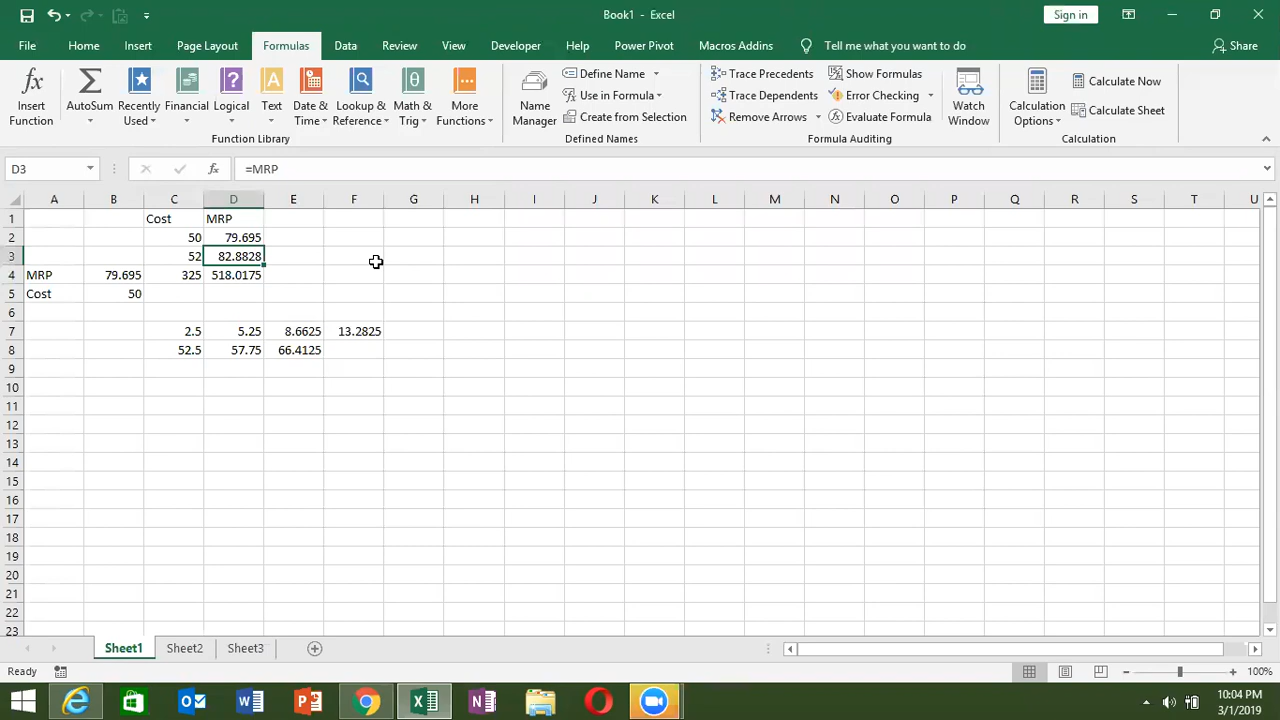 Book1 - Excel
Sign in
File Home Insert Page Layout Formulas Data Review View Developer Help Power Pivot Macros Addins Tell me what you want to do Share
Insert Function
AutoSum
Recently Used
Financial
Logical
Text
Date & Time
Lookup & Reference
Math & Trig
More Functions
Function Library
Name Manager
Define Name
Use in Formula
Create from Selection
Defined Names
Trace Precedents
Trace Dependents
Remove Arrows
Show Formulas
Error Checking
Evaluate Formula
Formula Auditing
Watch Window
Calculation Options
Calculate Now
Calculate Sheet
Calculation
D3 fx =MRP
A B C D E F G H I J K L M N O P Q R S T U
1 Cost MRP
2 50 79.695
3 52 82.8828
4 MRP 79.695 325 518.0175
5 Cost 50
6
7 2.5 5.25 8.6625 13.2825
8 52.5 57.75 66.4125
9
10
11
12
13
14
15
16
17
18
19
20
21
22
23
Sheet1 Sheet2 Sheet3
Ready 100%
10:04 PM
3/1/2019